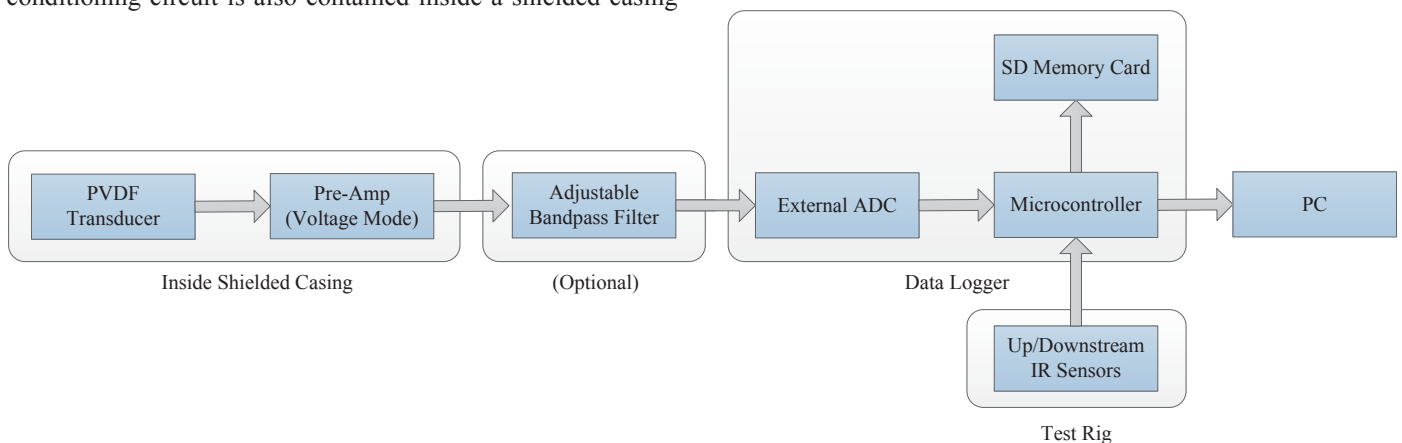 conditioning circuit is also contained inside a shielded casing
SD Memory Card
PVDF
Transducer
Pre-Amp
(Voltage Mode)
Adjustable
Bandpass Filter
External ADC
Microcontroller
PC
Inside Shielded Casing
(Optional)
Data Logger
Up/Downstream
IR Sensors
Test Rig